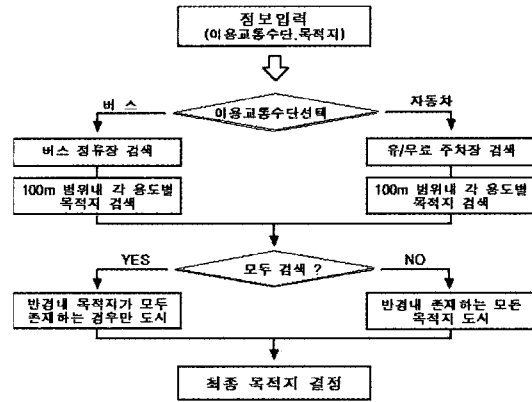 정보입력
(이용교통수단,목적지)
버 스
자동차
이용교통수단선택
버스 정류장 검색
유/무료 주차장 검색
100m 범위내 각 용도별
목적지 검색
100m 범위내 각 용도별
목적지 검색
YES
NO
모두 검색 ?
반경내 목적지가 모두
존재하는 경우만 도시
반경내 존재하는 모든
목적지 도시
최종 목적지 결정